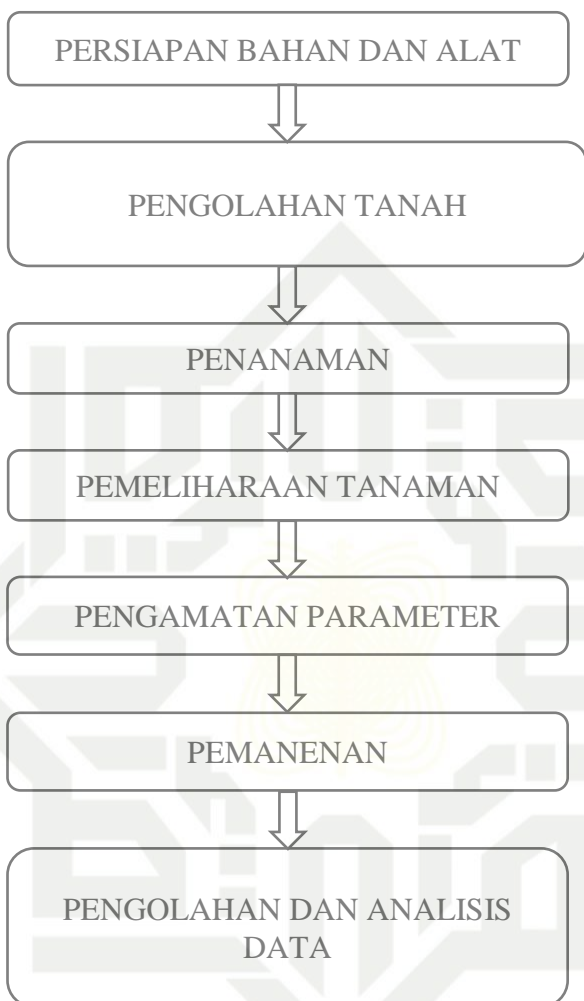 PERSIAPAN BAHAN DAN ALAT
PENGOLAHAN TANAH
PENANAMAN
PEMELIHARAAN TANAMAN
PENGAMATAN PARAMETER
PEMANENAN
PENGOLAHAN DAN ANALISIS
DATA